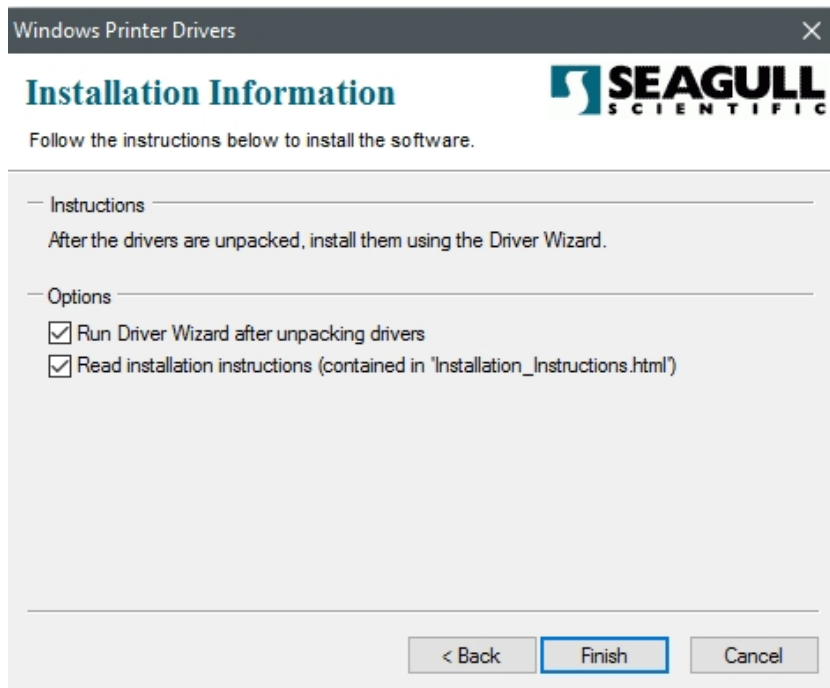 Windows Printer Drivers
Installation Information
SEAGULL
SCIENTIFIC
Follow the instructions below to install the software.
Instructions
After the drivers are unpacked, install them using the Driver Wizard.
Options
Run Driver Wizard after unpacking drivers
Read installation instructions (contained in 'Installation_Instructions.html')
< Back
Finish
Cancel